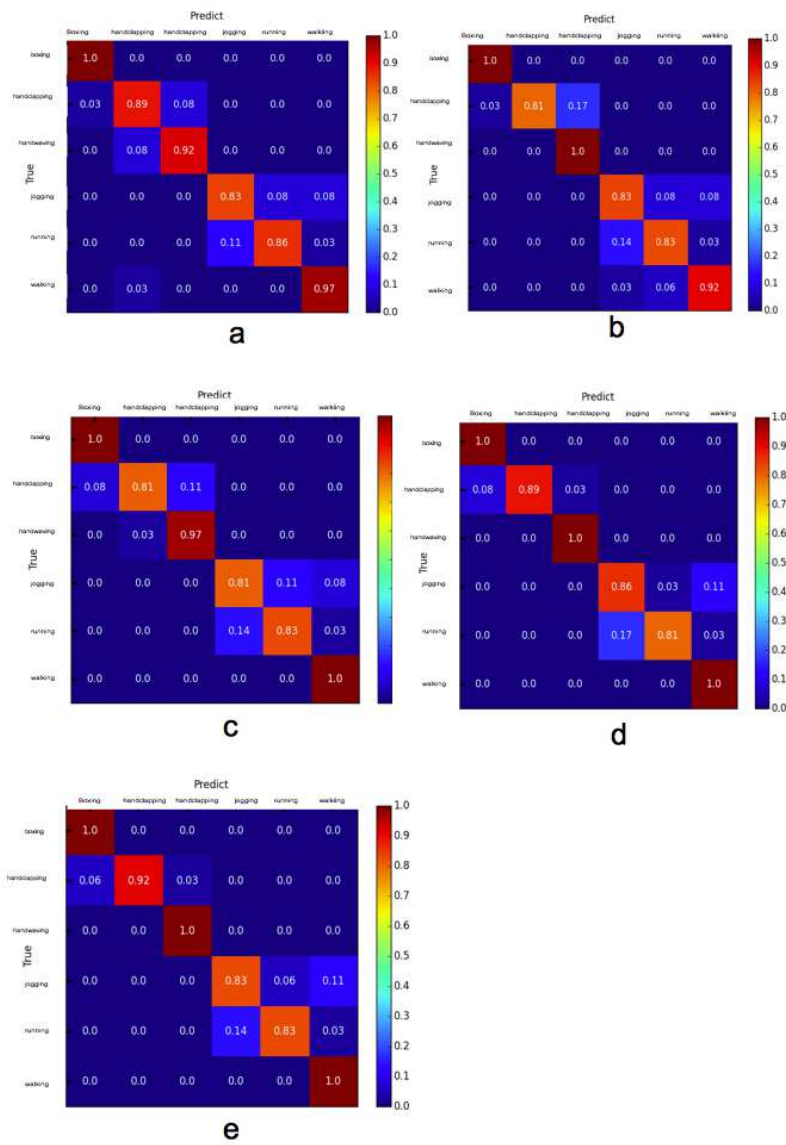 Predict
Boxing handclapping handclapping jogging running walking
boxing 1.0 0.0 0.0 0.0 0.0 0.0
handclapping 0.03 0.89 0.08 0.0 0.0 0.0
handwaving 0.0 0.08 0.92 0.0 0.0 0.0
True
jogging 0.0 0.0 0.0 0.83 0.08 0.08
running 0.0 0.0 0.0 0.11 0.86 0.03
walking 0.0 0.03 0.0 0.0 0.0 0.97
1.0
0.9
0.8
0.7
0.6
0.5
0.4
0.3
0.2
0.1
0.0
a
Predict
Boxing handclapping handclapping jogging running walking
boxing 1.0 0.0 0.0 0.0 0.0 0.0
handclapping 0.03 0.81 0.17 0.0 0.0 0.0
handwaving 0.0 0.0 1.0 0.0 0.0 0.0
True
jogging 0.0 0.0 0.0 0.83 0.08 0.08
running 0.0 0.0 0.0 0.14 0.83 0.03
walking 0.0 0.0 0.0 0.03 0.06 0.92
1.0
0.9
0.8
0.7
0.6
0.5
0.4
0.3
0.2
0.1
0.0
b
Predict
Boxing handclapping handclapping jogging running walking
boxing 1.0 0.0 0.0 0.0 0.0 0.0
handclapping 0.08 0.81 0.11 0.0 0.0 0.0
handwaving 0.0 0.03 0.97 0.0 0.0 0.0
True
jogging 0.0 0.0 0.0 0.81 0.11 0.08
running 0.0 0.0 0.0 0.14 0.83 0.03
walking 0.0 0.0 0.0 0.0 0.0 1.0
c
Predict
Boxing handclapping handclapping jogging running walking
boxing 1.0 0.0 0.0 0.0 0.0 0.0
handclapping 0.08 0.89 0.03 0.0 0.0 0.0
handwaving 0.0 0.0 1.0 0.0 0.0 0.0
True
jogging 0.0 0.0 0.0 0.86 0.03 0.11
running 0.0 0.0 0.0 0.17 0.81 0.03
walking 0.0 0.0 0.0 0.0 0.0 1.0
1.0
0.9
0.8
0.7
0.6
0.5
0.4
0.3
0.2
0.1
0.0
d
Predict
Boxing handclapping handclapping jogging running walking
boxing 1.0 0.0 0.0 0.0 0.0 0.0
handclapping 0.06 0.92 0.03 0.0 0.0 0.0
handwaving 0.0 0.0 1.0 0.0 0.0 0.0
True
jogging 0.0 0.0 0.0 0.83 0.06 0.11
running 0.0 0.0 0.0 0.14 0.83 0.03
walking 0.0 0.0 0.0 0.0 0.0 1.0
1.0
0.9
0.8
0.7
0.6
0.5
0.4
0.3
0.2
0.1
0.0
e